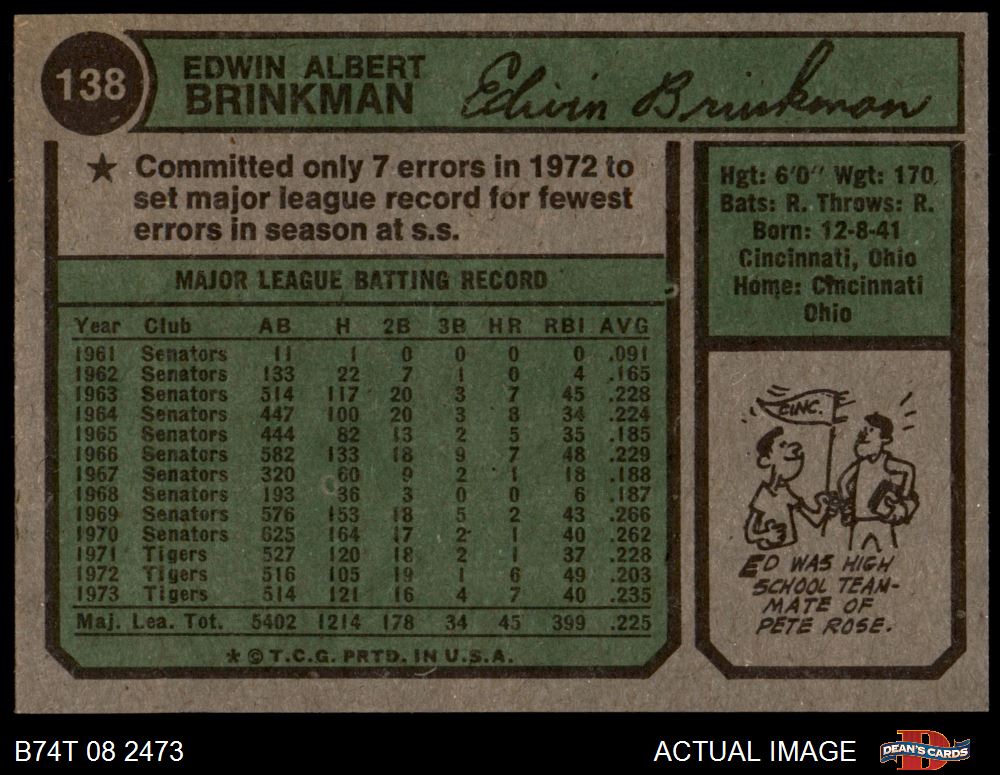 138
EDWIN ALBERT
BRINKMAN
Edwin Brinkman
★ Committed only 7 errors in 1972 to
set major league record for fewest
errors in season at s.s.
MAJOR LEAGUE BATTING RECORD
Year Club AB H 2B 3B HR RBI AVG
1961 Senators 11 1 0 0 0 0 .091
1962 Senators 133 22 7 1 0 4 .165
1963 Senators 514 117 20 3 7 45 .228
1964 Senators 447 100 20 3 8 34 .224
1965 Senators 444 82 13 2 5 35 .185
1966 Senators 582 133 18 9 7 48 .229
1967 Senators 320 60 9 2 1 18 .188
1968 Senators 193 36 3 0 0 6 .187
1969 Senators 576 153 18 5 2 43 .266
1970 Senators 625 164 17 2 1 40 .262
1971 Tigers 527 120 18 2 1 37 .228
1972 Tigers 516 105 19 1 6 49 .203
1973 Tigers 514 121 16 4 7 40 .235
Maj. Lea. Tot. 5402 1214 178 34 45 399 .225
* © T.C.G. PRTD. IN U.S.A.
Hgt: 6'0" Wgt: 170
Bats: R. Throws: R.
Born: 12-8-41
Cincinnati, Ohio
Home: Cincinnati
Ohio
CINC.
ED WAS HIGH
SCHOOL TEAM-
MATE OF
PETE ROSE.
B74T 08 2473
ACTUAL IMAGE
DEAN'S CARDS